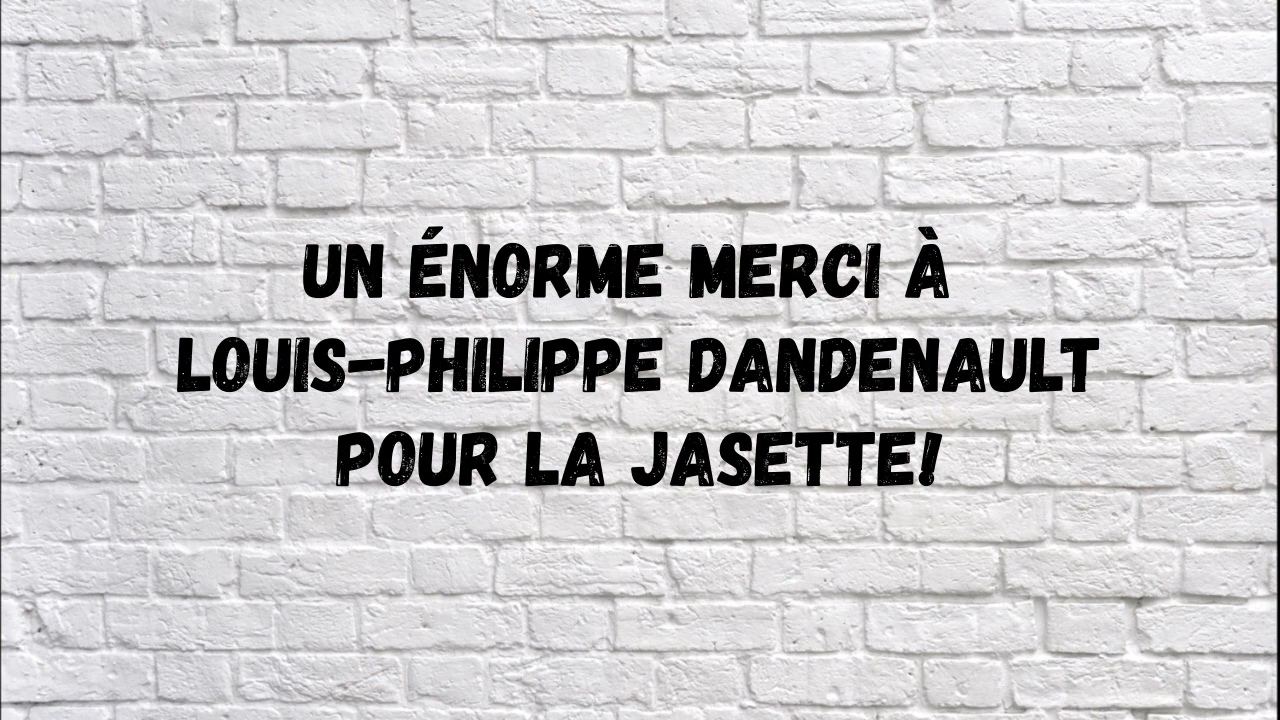 UN ÉNORME MERCI À
LOUIS-PHILIPPE DANDENAULT
POUR LA JASETTE!